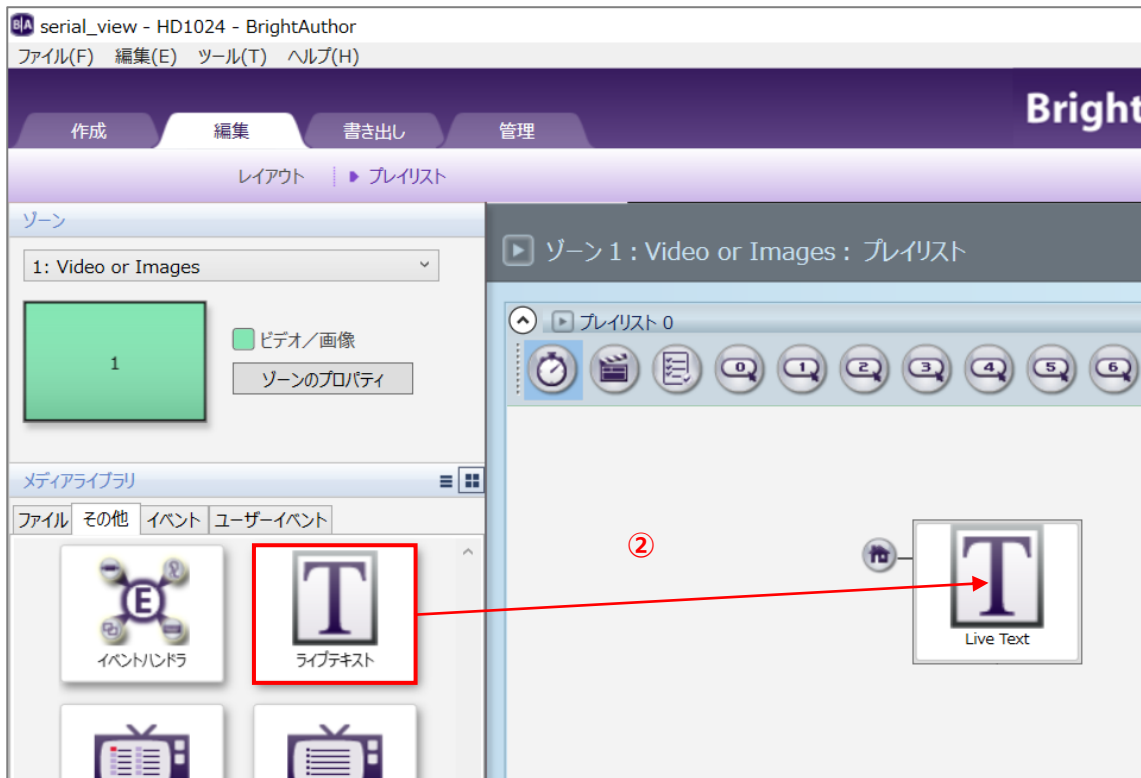 serial_view - HD1024 - BrightAuthor
ファイル(F) 編集(E) ツール(T) ヘルプ(H)
Bright
作成 編集 書き出し 管理
レイアウト プレイリスト
ゾーン
1: Video or Images
ゾーン 1 : Video or Images : プレイリスト
1
ビデオ／画像
ゾーンのプロパティ
プレイリスト 0
0 1 2 3 4 5 6
メディアライブラリ
ファイル その他 イベント ユーザーイベント
②
E
T
T
イベントハンドラ
ライブテキスト
Live Text